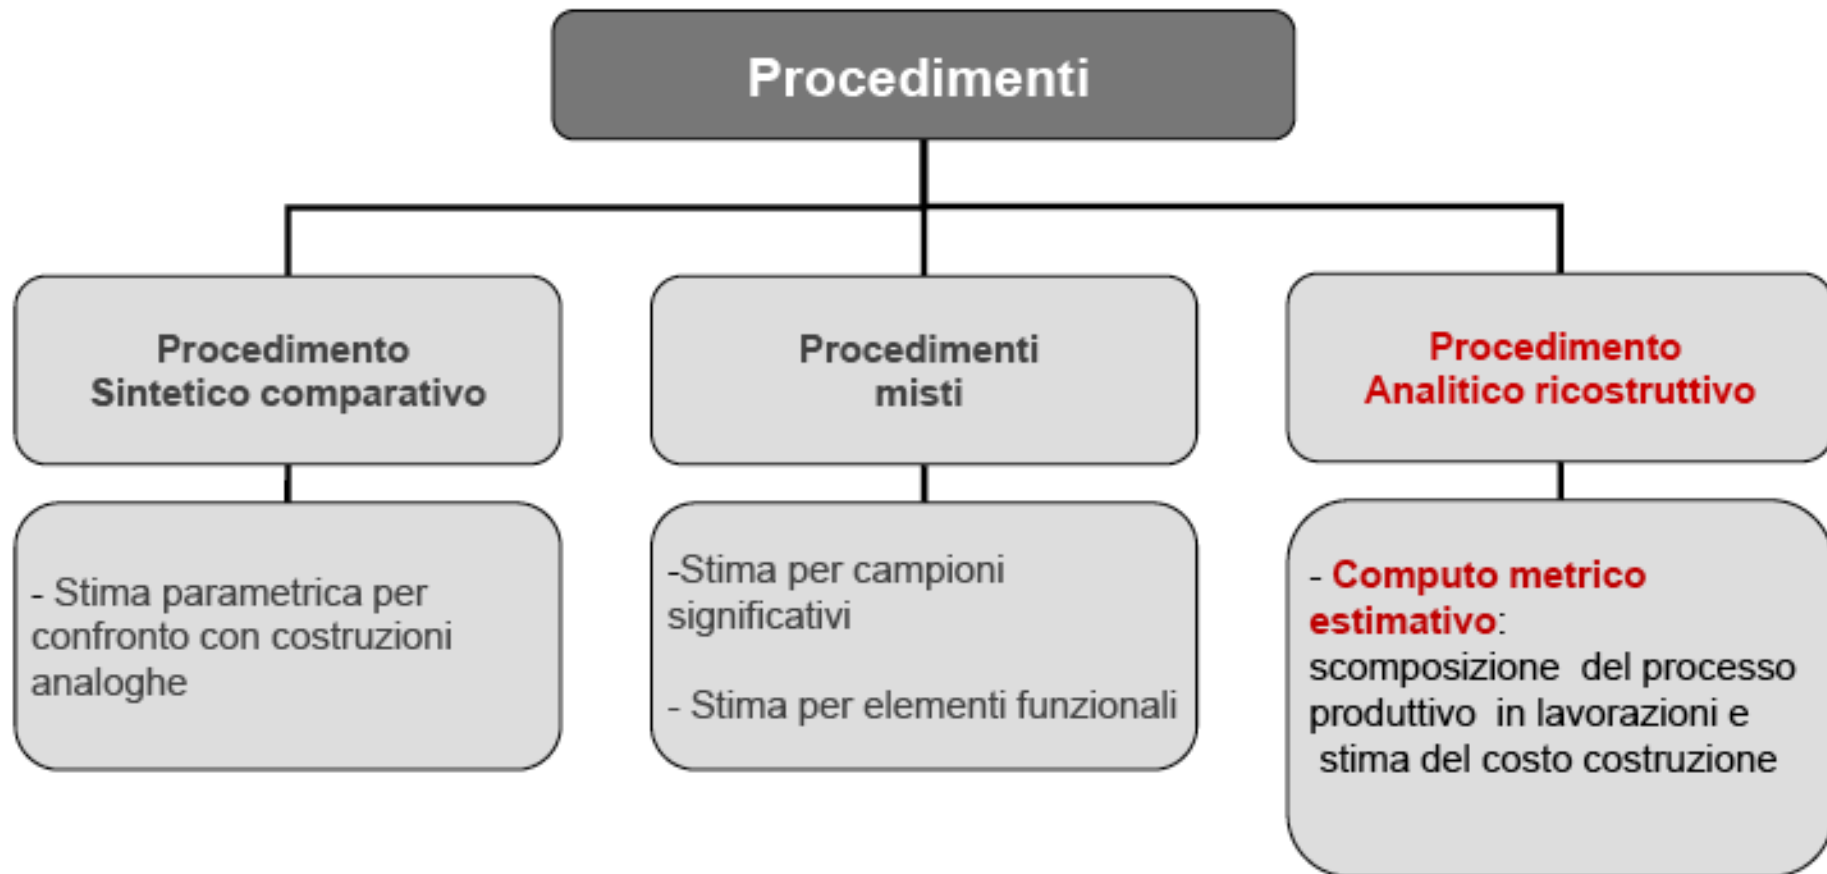 Procedimenti
Procedimento
Sintetico comparativo
Procedimenti
misti
Procedimento
Analitico ricostruttivo
- Stima parametrica per
confronto con costruzioni
analoghe
-Stima per campioni
significativi
- Stima per elementi funzionali
- Computo metrico
estimativo:
scomposizione del processo
produttivo in lavorazioni e
stima del costo costruzione